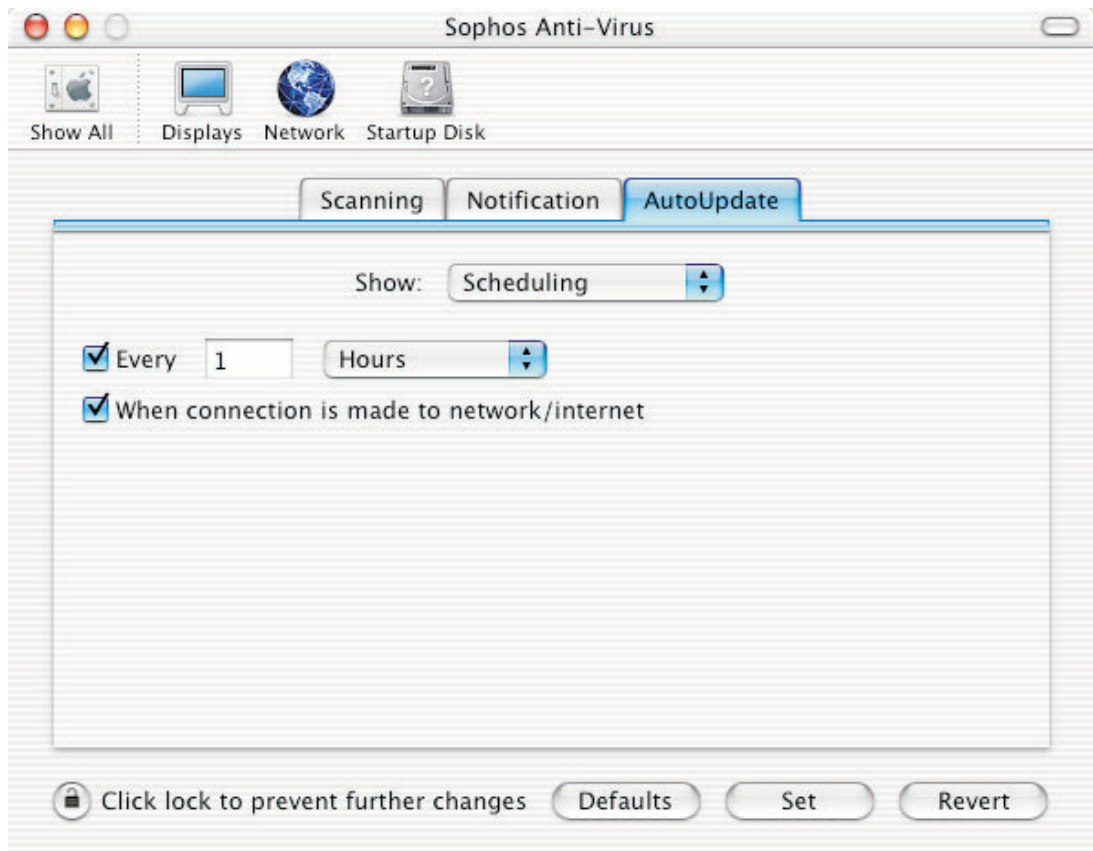 Sophos Anti-Virus
Show All Displays Network Startup Disk
Scanning Notification AutoUpdate
Show: Scheduling
Every 1 Hours
When connection is made to network/internet
Click lock to prevent further changes Defaults Set Revert